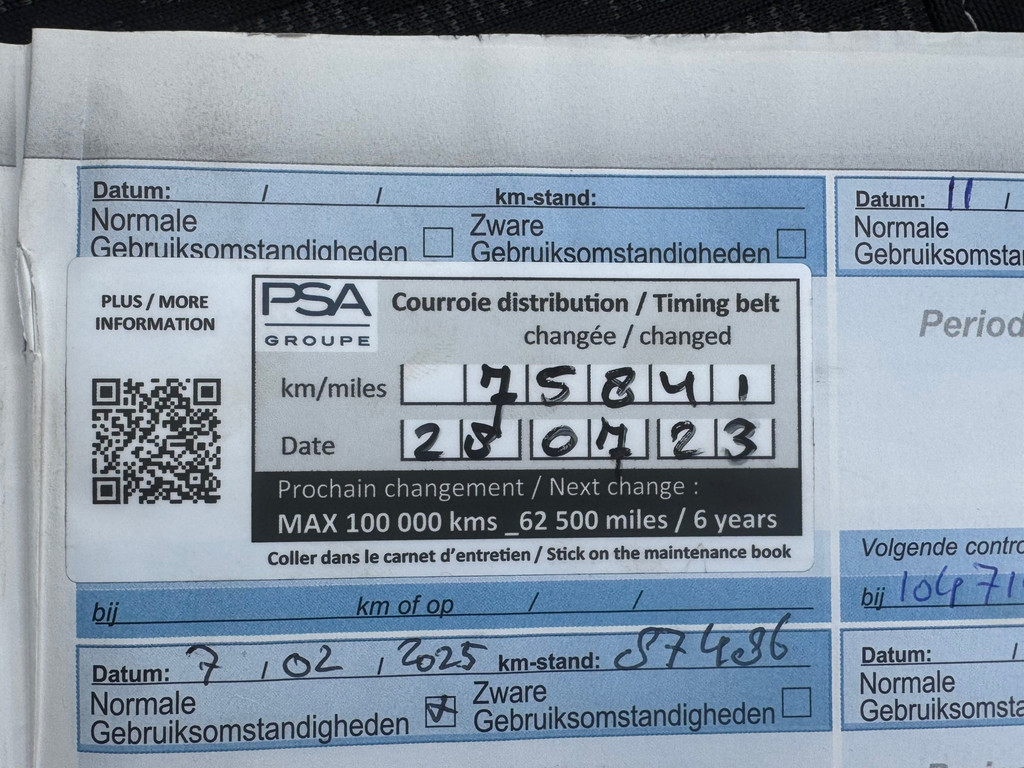 Datum: / / km-stand:
Normale
Gebruiksomstandigheden
Zware
Gebruiksomstandigheden
Datum: 11 /
Normale
Gebruiksomsta
Period
PLUS / MORE
INFORMATION
PSA
GROUPE
Courroie distribution / Timing belt
changée / changed
km/miles 75841
Date 28 07 23
Prochain changement / Next change :
MAX 100 000 kms _62 500 miles / 6 years
Coller dans le carnet d'entretien / Stick on the maintenance book
bij km of op / /
Volgende contro
bij 10471
Datum: 7 / 02 / 2025 km-stand: 87496
Normale
Gebruiksomstandigheden
Zware
Gebruiksomstandigheden
Datum: /
Normale
Gebruiksomsta